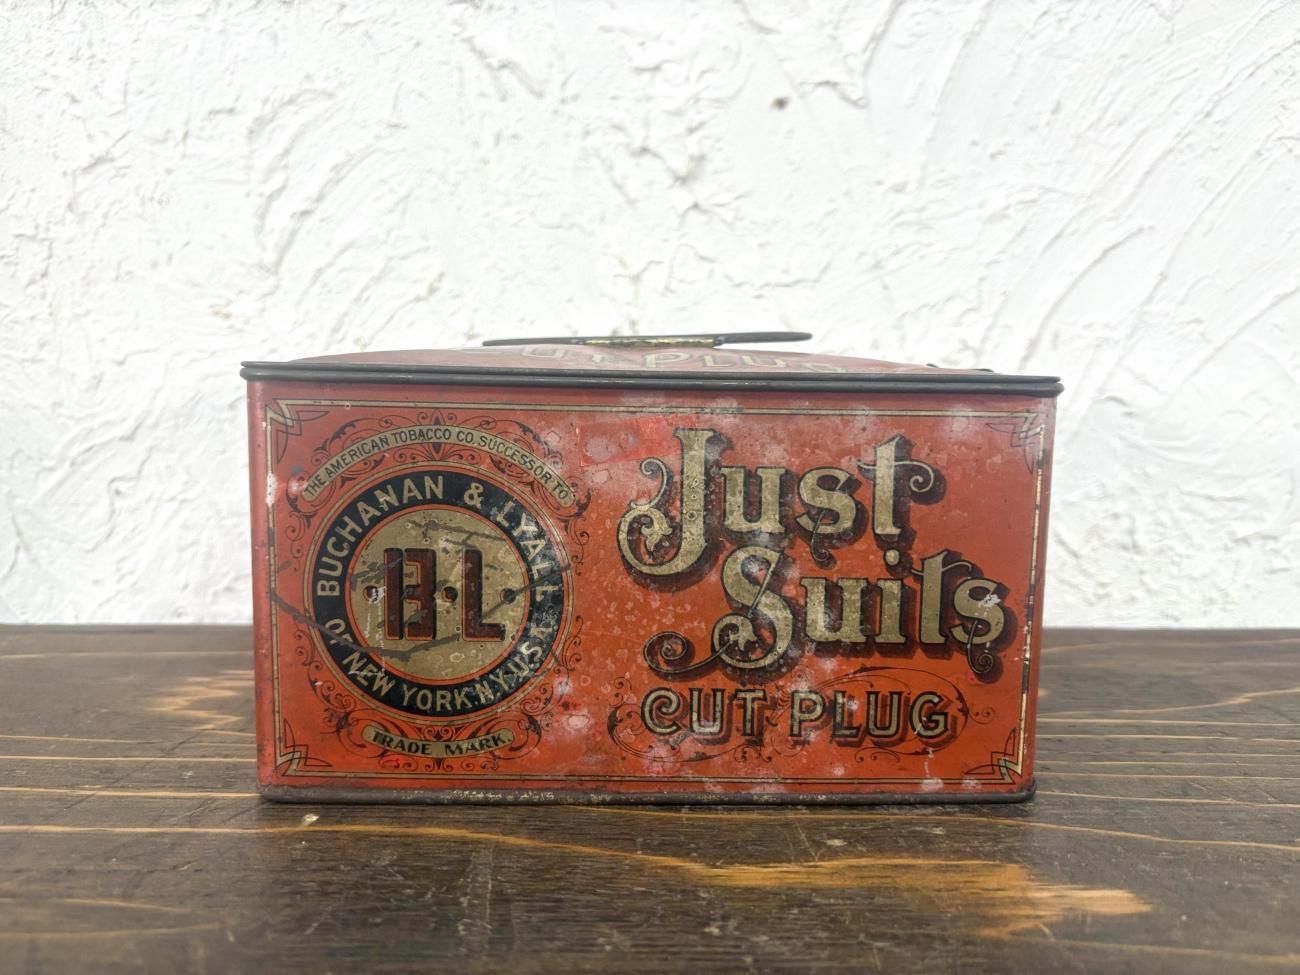 CUT PLUG
THE AMERICAN TOBACCO CO. SUCCESSOR TO
BUCHANAN & LYALL
B·L
OF NEW YORK.N.Y.U.S.A.
TRADE MARK
Just
Suits
CUT PLUG